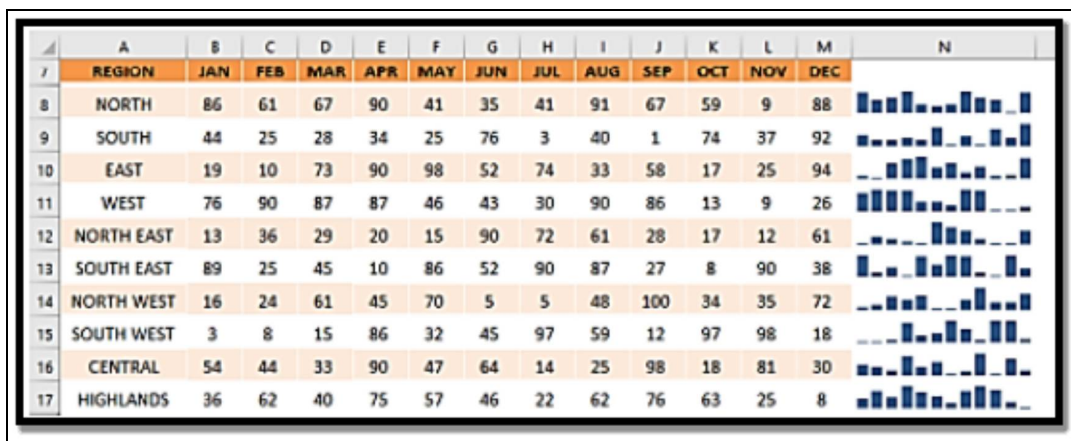 A B C D E F G H I J K L M N
7 REGION JAN FEB MAR APR MAY JUN JUL AUG SEP OCT NOV DEC
8 NORTH 86 61 67 90 41 35 41 91 67 59 9 88
9 SOUTH 44 25 28 34 25 76 3 40 1 74 37 92
10 EAST 19 10 73 90 98 52 74 33 58 17 25 94
11 WEST 76 90 87 87 46 43 30 90 86 13 9 26
12 NORTH EAST 13 36 29 20 15 90 72 61 28 17 12 61
13 SOUTH EAST 89 25 45 10 86 52 90 87 27 8 90 38
14 NORTH WEST 16 24 61 45 70 5 5 48 100 34 35 72
15 SOUTH WEST 3 8 15 86 32 45 97 59 12 97 98 18
16 CENTRAL 54 44 33 90 47 64 14 25 98 18 81 30
17 HIGHLANDS 36 62 40 75 57 46 22 62 76 63 25 8